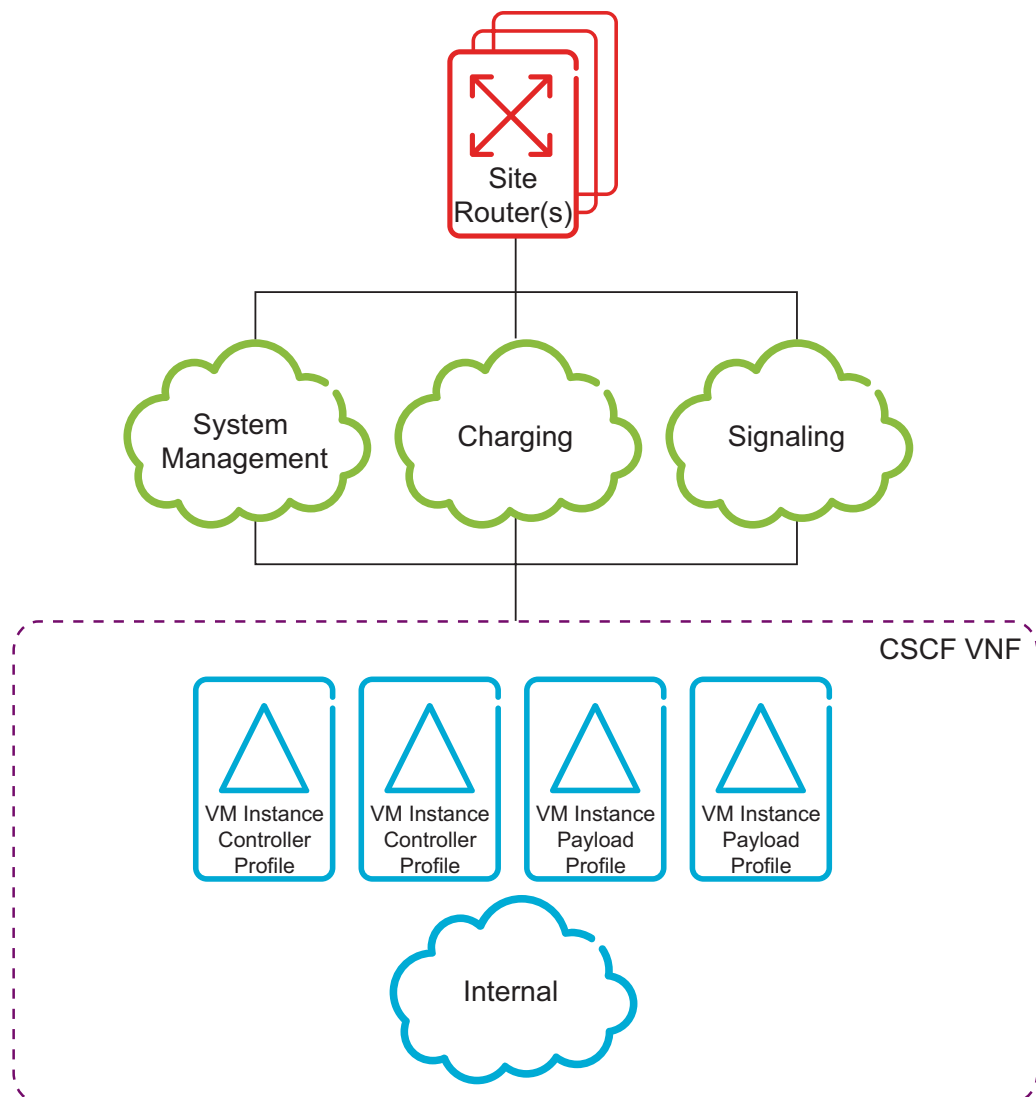 Site
Router(s)
System
Management
Charging
Signaling
CSCF VNF
VM Instance
Controller
Profile
VM Instance
Controller
Profile
VM Instance
Payload
Profile
VM Instance
Payload
Profile
Internal